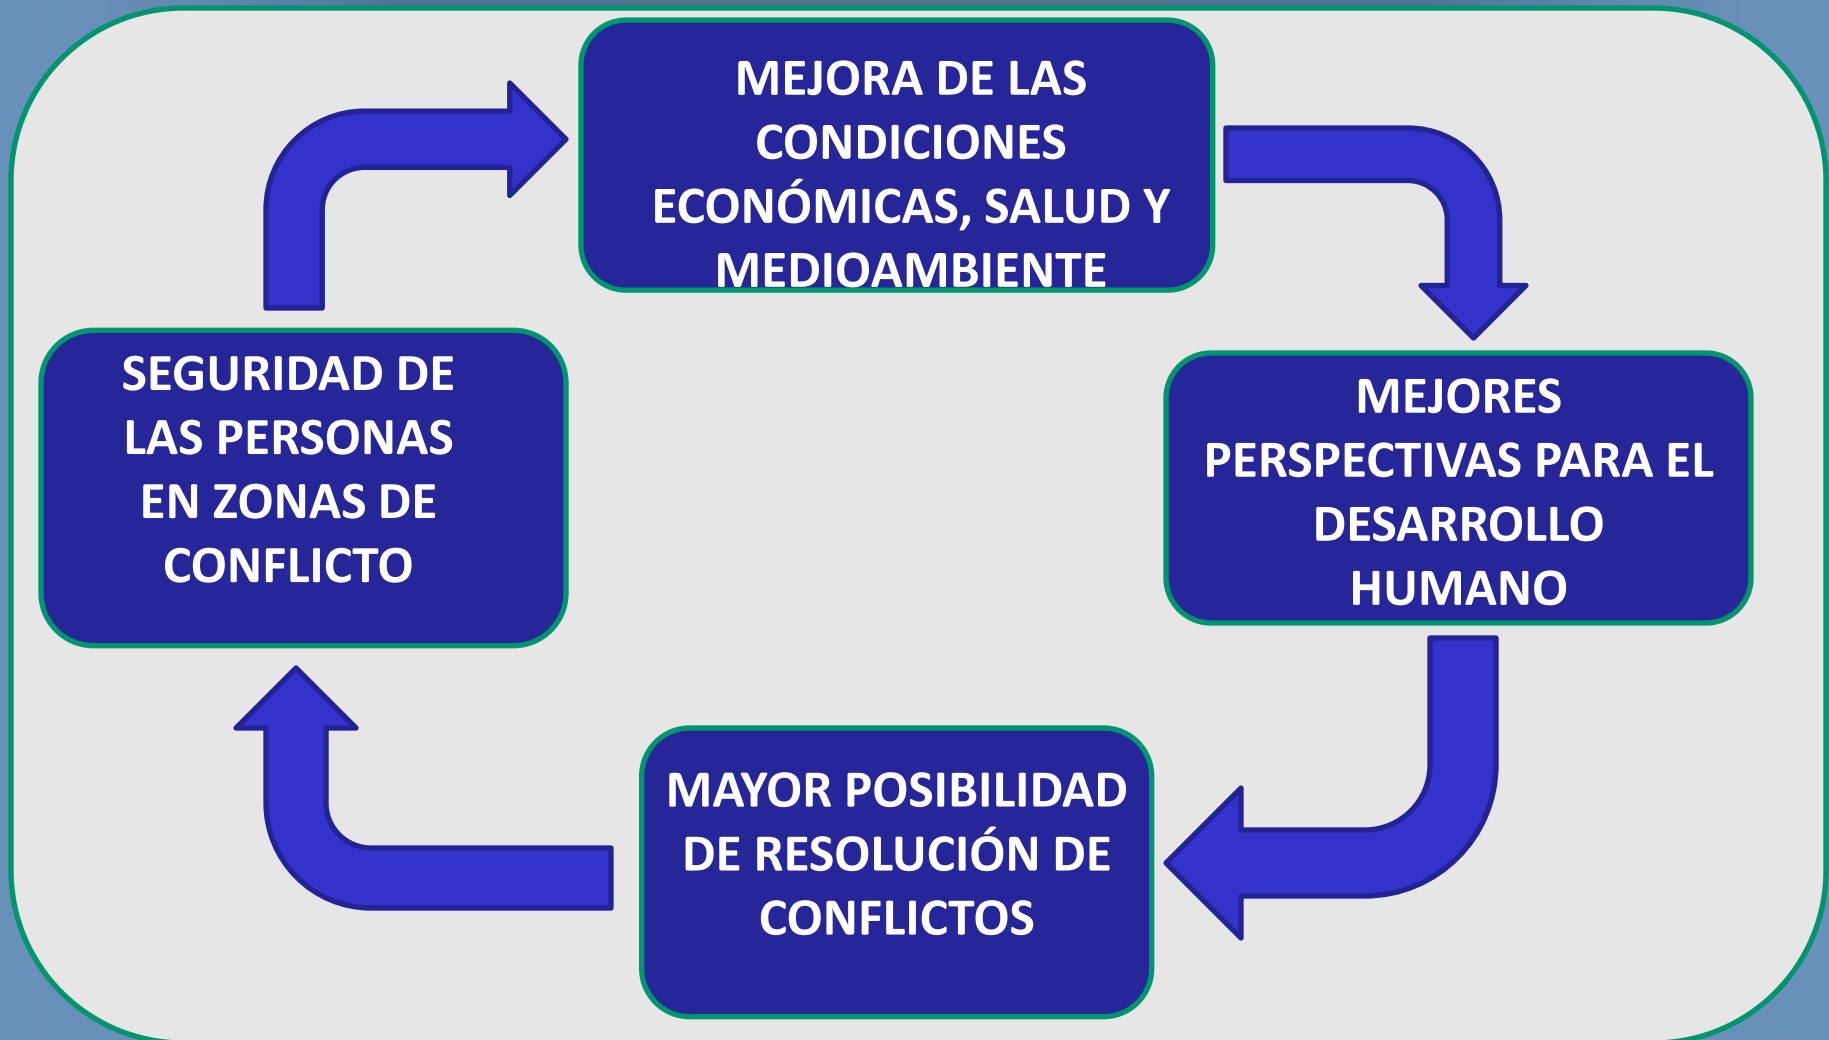 MEJORA DE LAS
CONDICIONES
ECONÓMICAS, SALUD Y
MEDIOAMBIENTE
SEGURIDAD DE
LAS PERSONAS
EN ZONAS DE
CONFLICTO
MEJORES
PERSPECTIVAS PARA EL
DESARROLLO
HUMANO
MAYOR POSIBILIDAD
DE RESOLUCIÓN DE
CONFLICTOS